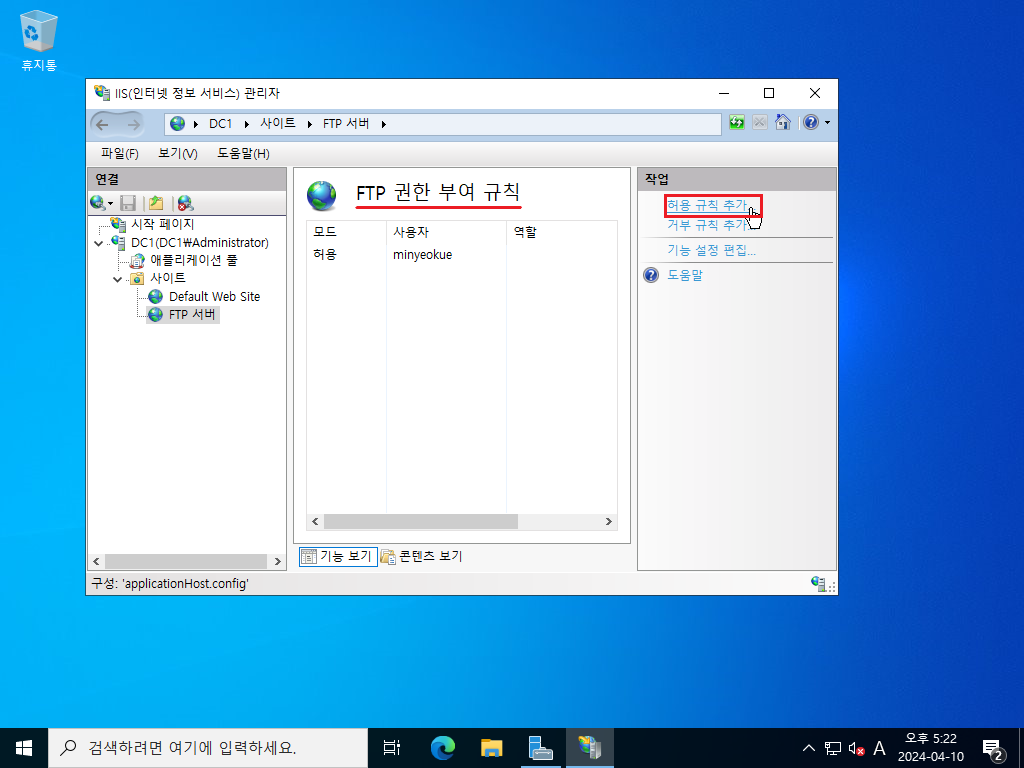 휴지통
IIS(인터넷 정보 서비스) 관리자
DC1
사이트
FTP 서버
파일(F)
보기(V)
도움말(H)
연결
시작 페이지
DC1(DC1₩Administrator)
애플리케이션 풀
사이트
Default Web Site
FTP 서버
FTP 권한 부여 규칙
모드 사용자 역할
허용 minyeokue
기능 보기 콘텐츠 보기
작업
허용 규칙 추가...
거부 규칙 추가...
기능 설정 편집...
도움말
구성: 'applicationHost.config'
검색하려면 여기에 입력하세요.
A
오후 5:22
2024-04-10
2